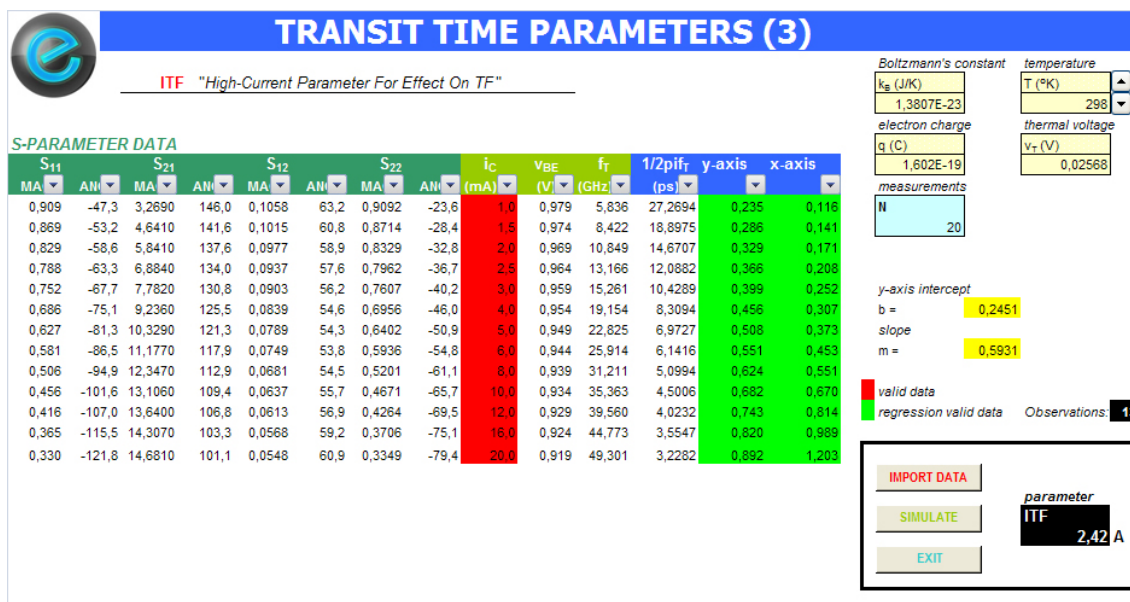 TRANSIT TIME PARAMETERS (3)
ITF "High-Current Parameter For Effect On TF"
Boltzmann's constant temperature
kB (J/K) T (ºK)
1,3807E-23 298
electron charge thermal voltage
q (C) vT (V)
1,602E-19 0,02568
measurements
N
20
S-PARAMETER DATA
S11 S21 S12 S22 iC vBE fT 1/2pifT y-axis x-axis
MA AN MA AN MA AN MA AN (mA) (V) (GHz) (ps)
0,909 -47,3 3,2690 146,0 0,1058 63,2 0,9092 -23,6 1,0 0,979 5,836 27,2694 0,235 0,116
0,869 -53,2 4,6410 141,6 0,1015 60,8 0,8714 -28,4 1,5 0,974 8,422 18,8975 0,286 0,141
0,829 -58,6 5,8410 137,6 0,0977 58,9 0,8329 -32,8 2,0 0,969 10,849 14,6707 0,329 0,171
0,788 -63,3 6,8840 134,0 0,0937 57,6 0,7962 -36,7 2,5 0,964 13,166 12,0882 0,366 0,208
0,752 -67,7 7,7820 130,8 0,0903 56,2 0,7607 -40,2 3,0 0,959 15,261 10,4289 0,399 0,252
0,686 -75,1 9,2360 125,5 0,0839 54,6 0,6956 -46,0 4,0 0,954 19,154 8,3094 0,456 0,307
0,627 -81,3 10,3290 121,3 0,0789 54,3 0,6402 -50,9 5,0 0,949 22,825 6,9727 0,508 0,373
0,581 -86,5 11,1770 117,9 0,0749 53,8 0,5936 -54,8 6,0 0,944 25,914 6,1416 0,551 0,453
0,506 -94,9 12,3470 112,9 0,0681 54,5 0,5201 -61,1 8,0 0,939 31,211 5,0994 0,624 0,551
0,456 -101,6 13,1060 109,4 0,0637 55,7 0,4671 -65,7 10,0 0,934 35,363 4,5006 0,682 0,670
0,416 -107,0 13,6400 106,8 0,0613 56,9 0,4264 -69,5 12,0 0,929 39,560 4,0232 0,743 0,814
0,365 -115,5 14,3070 103,3 0,0568 59,2 0,3706 -75,1 16,0 0,924 44,773 3,5547 0,820 0,989
0,330 -121,8 14,6810 101,1 0,0548 60,9 0,3349 -79,4 20,0 0,919 49,301 3,2282 0,892 1,203
y-axis intercept
b = 0,2451
slope
m = 0,5931
valid data
regression valid data Observations:
IMPORT DATA
SIMULATE
EXIT
parameter
ITF
2,42 A